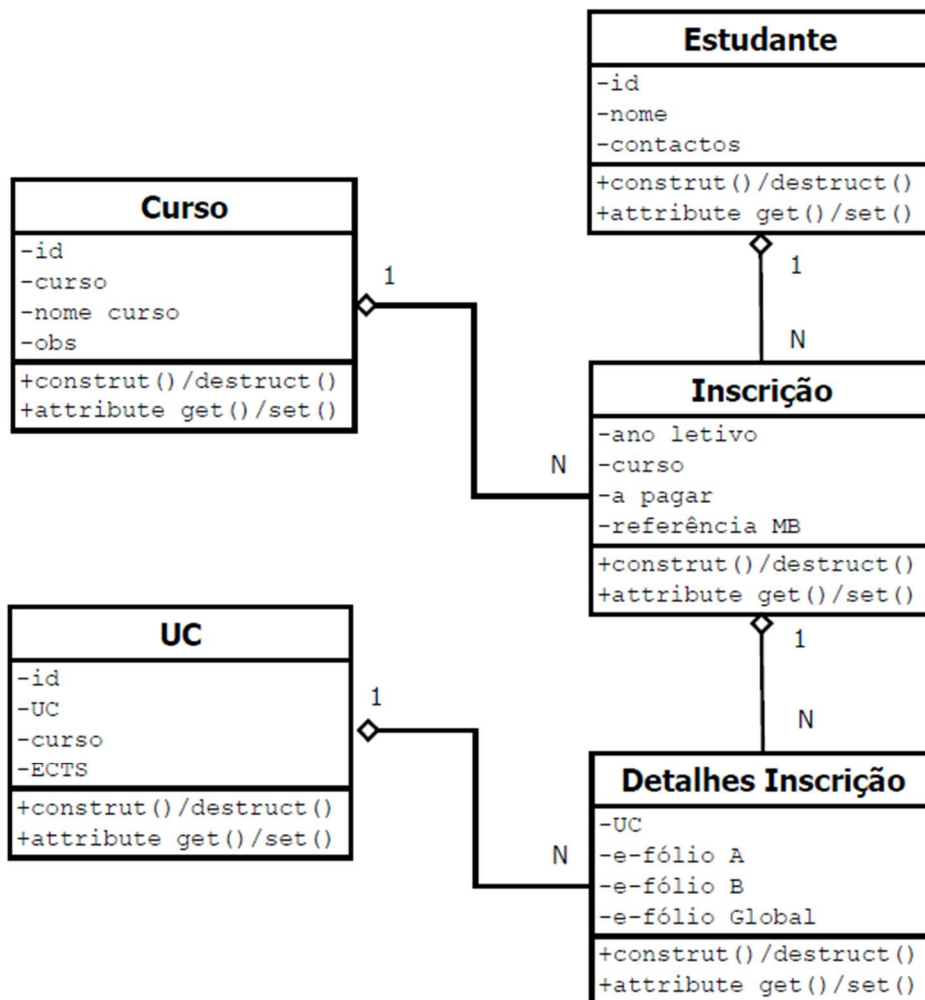 Estudante
-id
-nome
-contactos
+construt()/destruct()
+attribute get()/set()
1
N
Curso
-id
-curso
-nome curso
-obs
+construt()/destruct()
+attribute get()/set()
1
N
Inscrição
-ano letivo
-curso
-a pagar
-referência MB
+construt()/destruct()
+attribute get()/set()
1
N
UC
-id
-UC
-curso
-ECTS
+construt()/destruct()
+attribute get()/set()
1
N
Detalhes Inscrição
-UC
-e-fólio A
-e-fólio B
-e-fólio Global
+construt()/destruct()
+attribute get()/set()